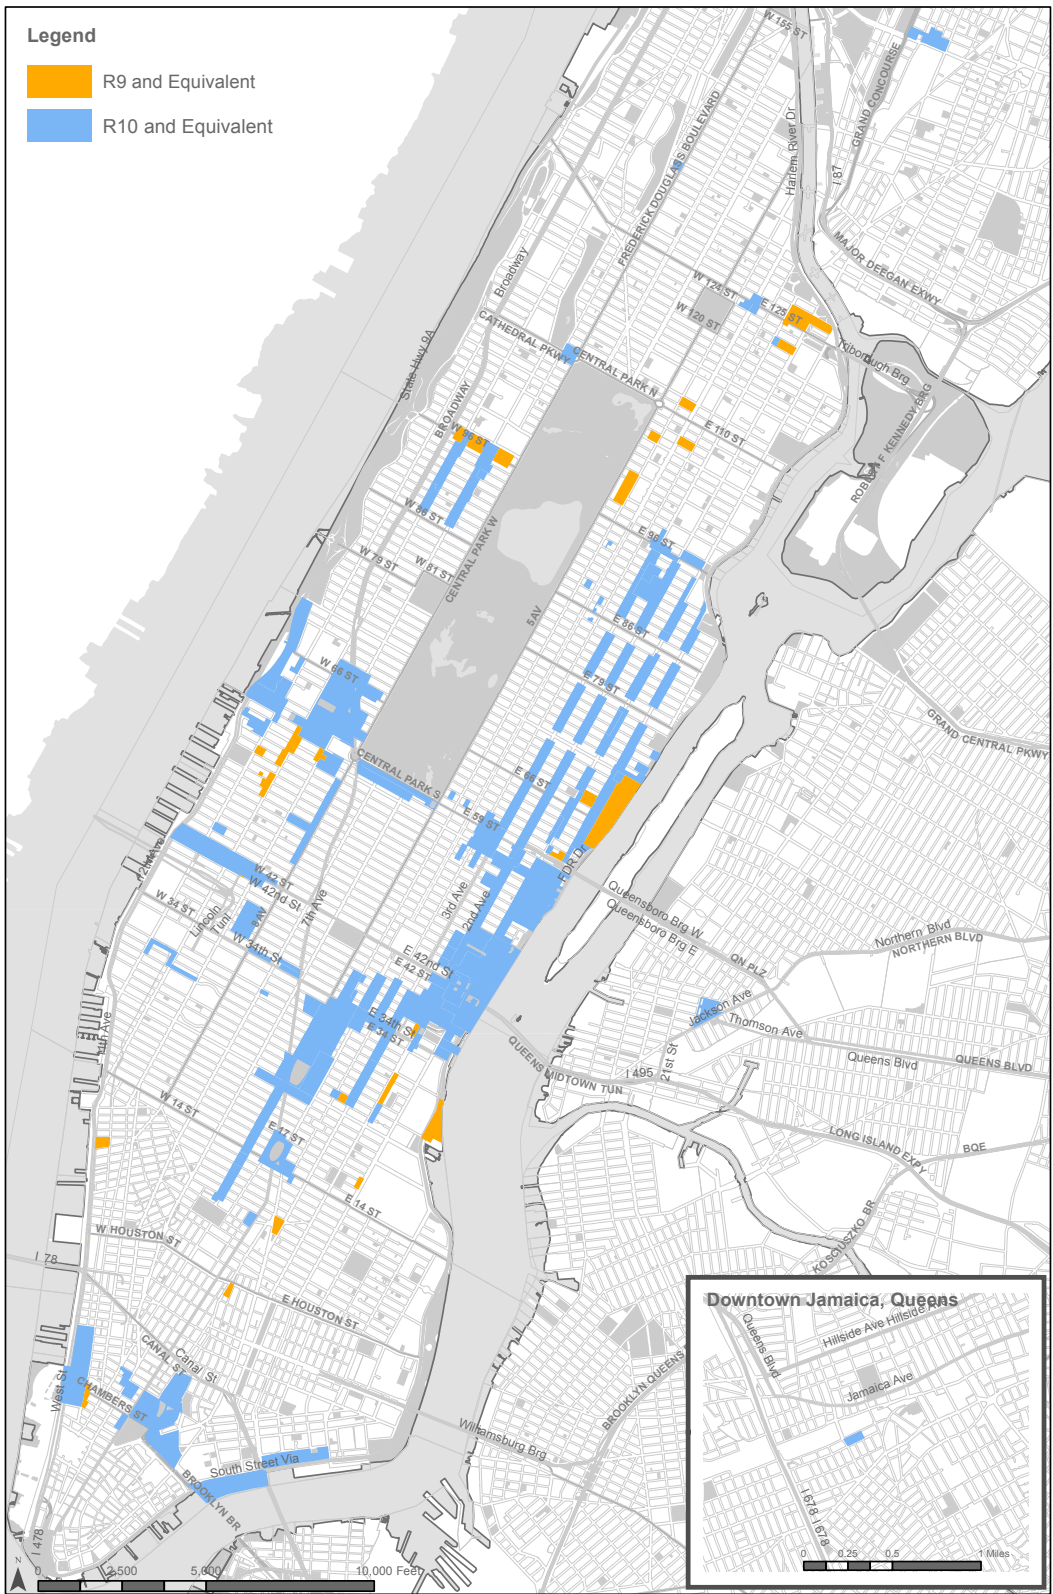 Legend
R9 and Equivalent
R10 and Equivalent
W 155 ST
GRAND CONCOURSE
Harlem River Dr
I 87
FREDERICK DOUGLASS BOULEVARD
MAJOR DEEGAN EXWY
Broadway
W 124 ST
E 125 ST
W 120 ST
Triborough Brg
CATHEDRAL PKWY
CENTRAL PARK N
State Hwy 9A
BROADWAY
E 110 ST
ROBERT F KENNEDY BRG
W 96 ST
W 86 ST
E 96 ST
W 79 ST
W 81 ST
CENTRAL PARK W
5 AV
E 86 ST
W 66 ST
E 79 ST
GRAND CENTRAL PKWY
CENTRAL PARK S
E 66 ST
E 59 ST
FDR Dr
W 42 ST
W 42nd St
3rd Ave
2nd Ave
Queensboro Brg W
Queensboro Brg E
W 34 ST
Lincoln
Tunl
8 AV
7th Ave
W 34th St
E 42nd St
E 42 ST
Northern Blvd
NORTHERN BLVD
QN PLZ
Jackson Ave
Thomson Ave
E 34th St
E 34 ST
11th Ave
QUEENS MIDTOWN TUN
I 495
21st St
Queens Blvd
QUEENS BLVD
W 14 ST
E 17 ST
LONG ISLAND EXPY
BQE
E 14 ST
KOSCIUSZKO BR
W HOUSTON ST
I 78
E HOUSTON ST
CANAL ST
Canal St
West St
CHAMBERS ST
BROOKLYN QUEENS
Williamsburg Brg
South Street Via
BROOKLYN BR
I 478
N
0 2,500 5,000 10,000 Feet
Downtown Jamaica, Queens
Queens Blvd
Hillside Ave Hillside Ave
Jamaica Ave
I 678 I 678
0 0.25 0.5 1 Miles